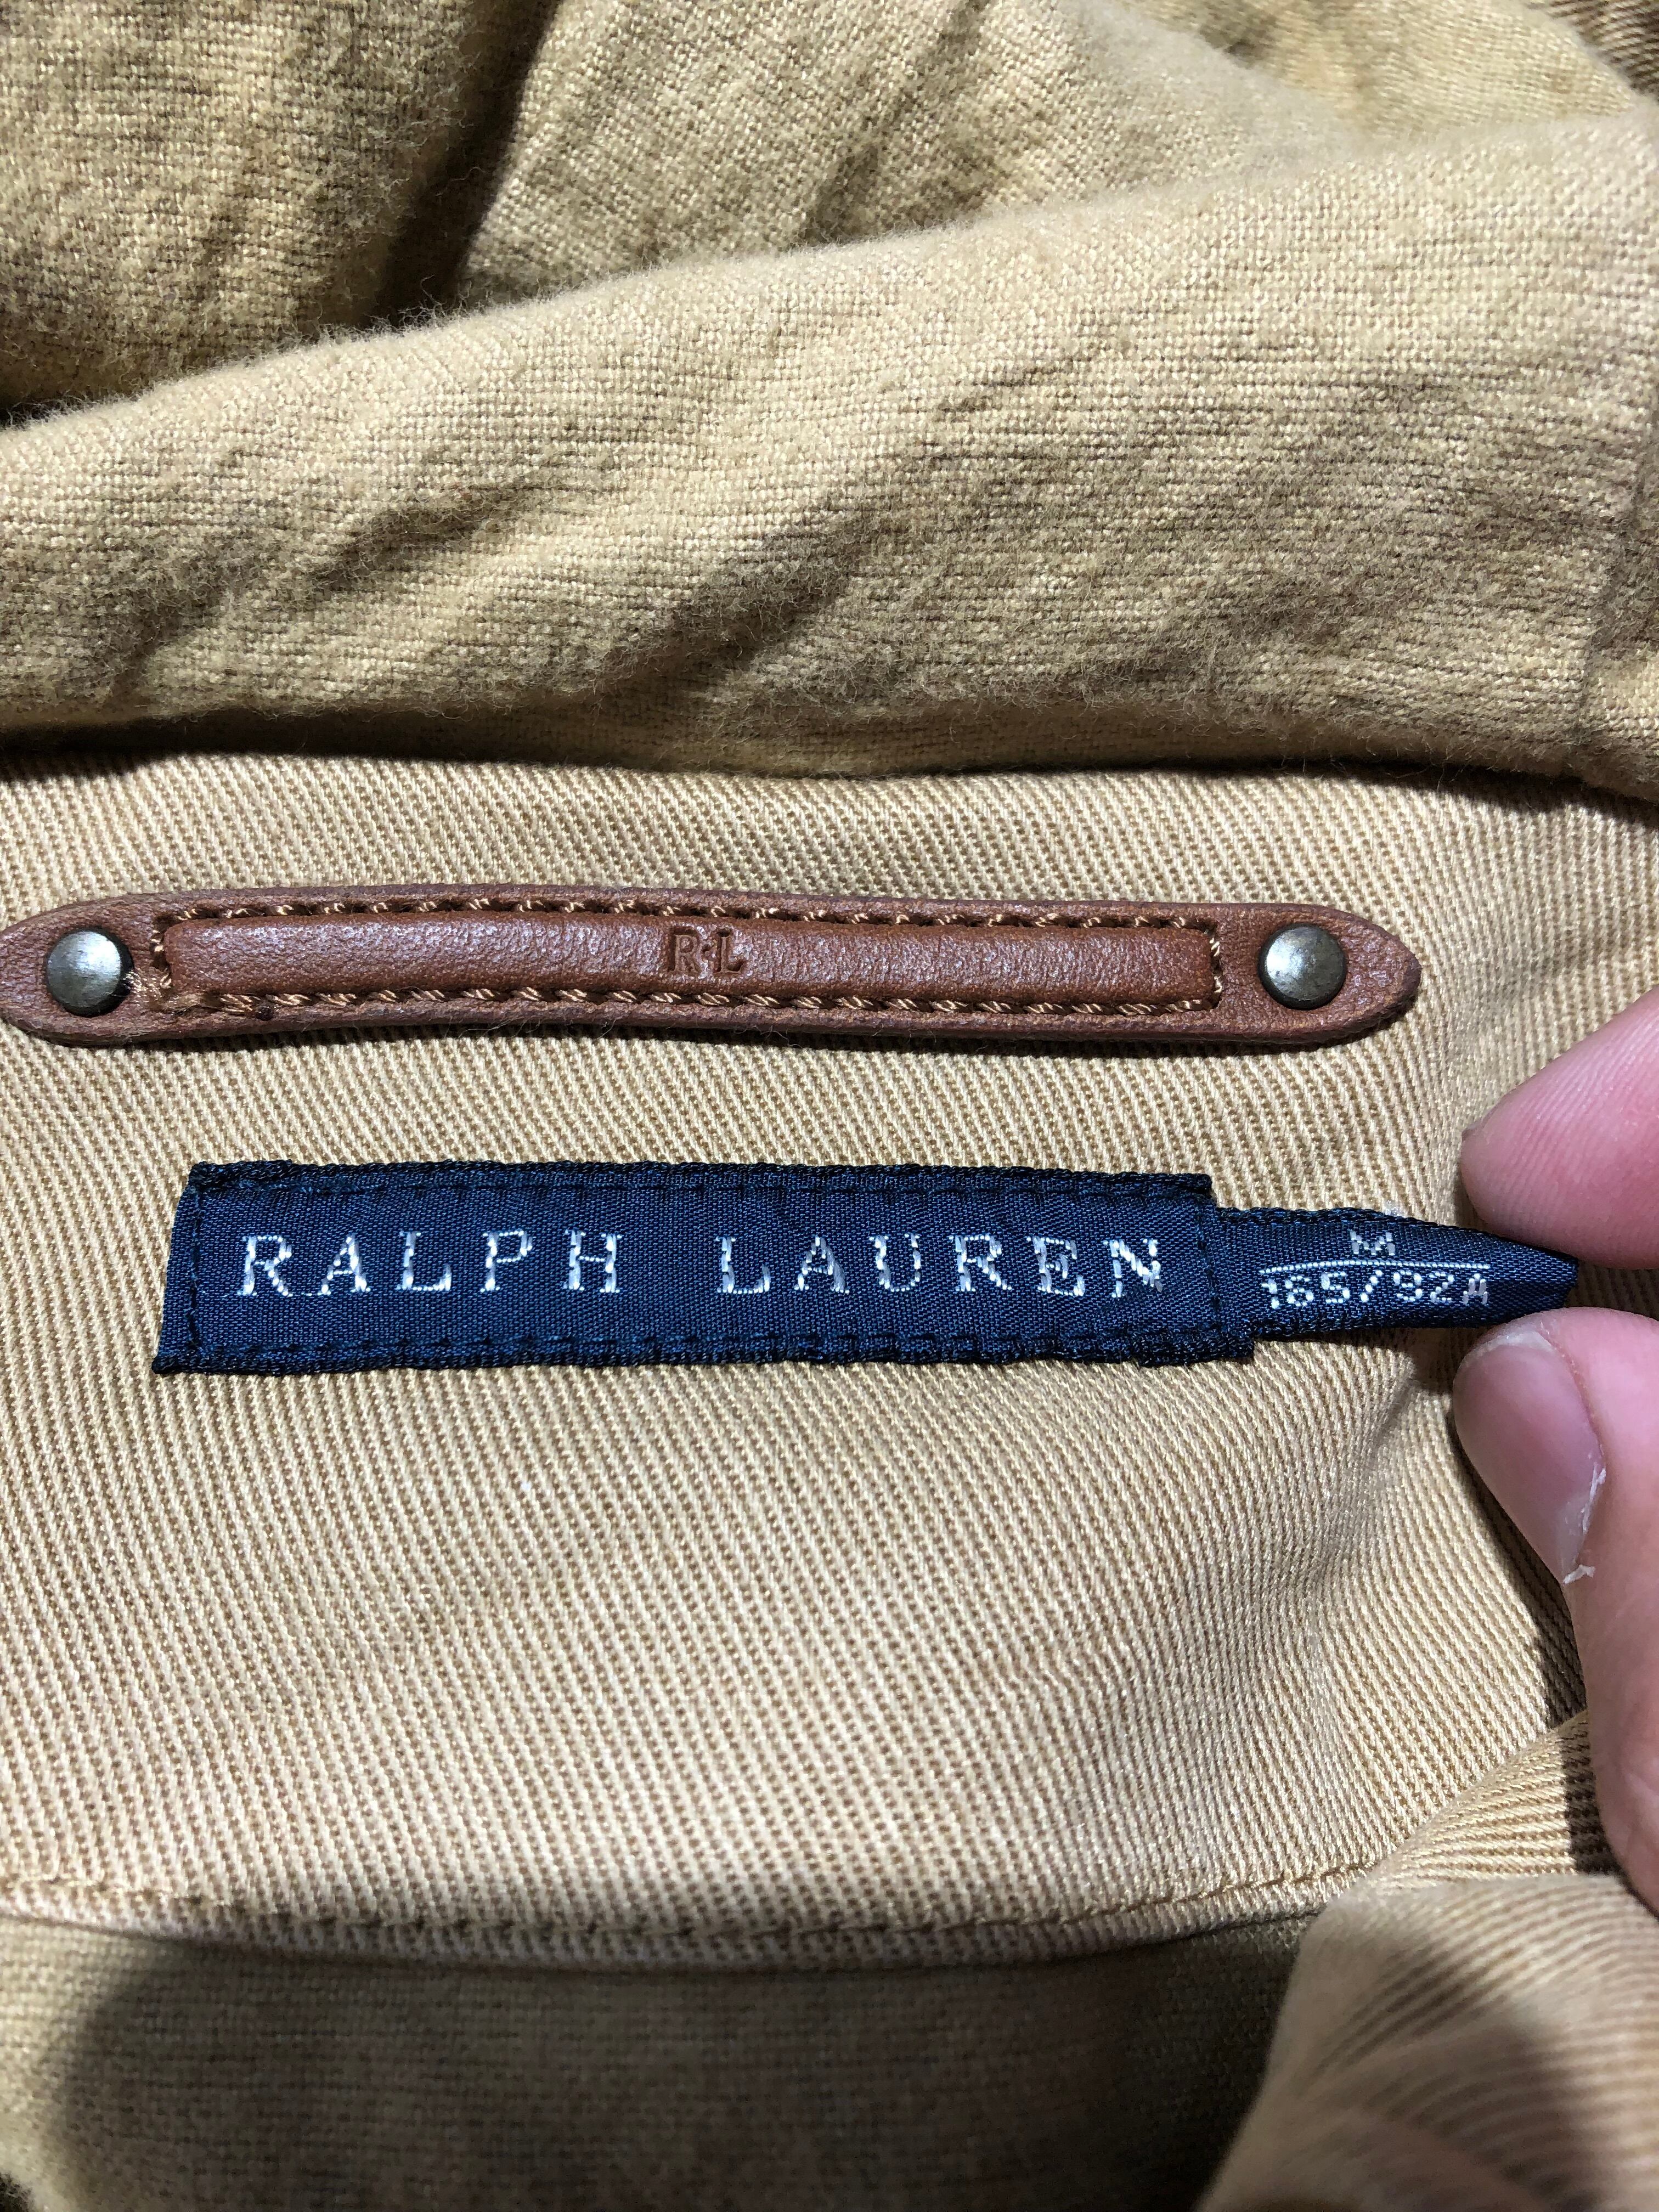 R·L
RALPH LAUREN
M
165/92A